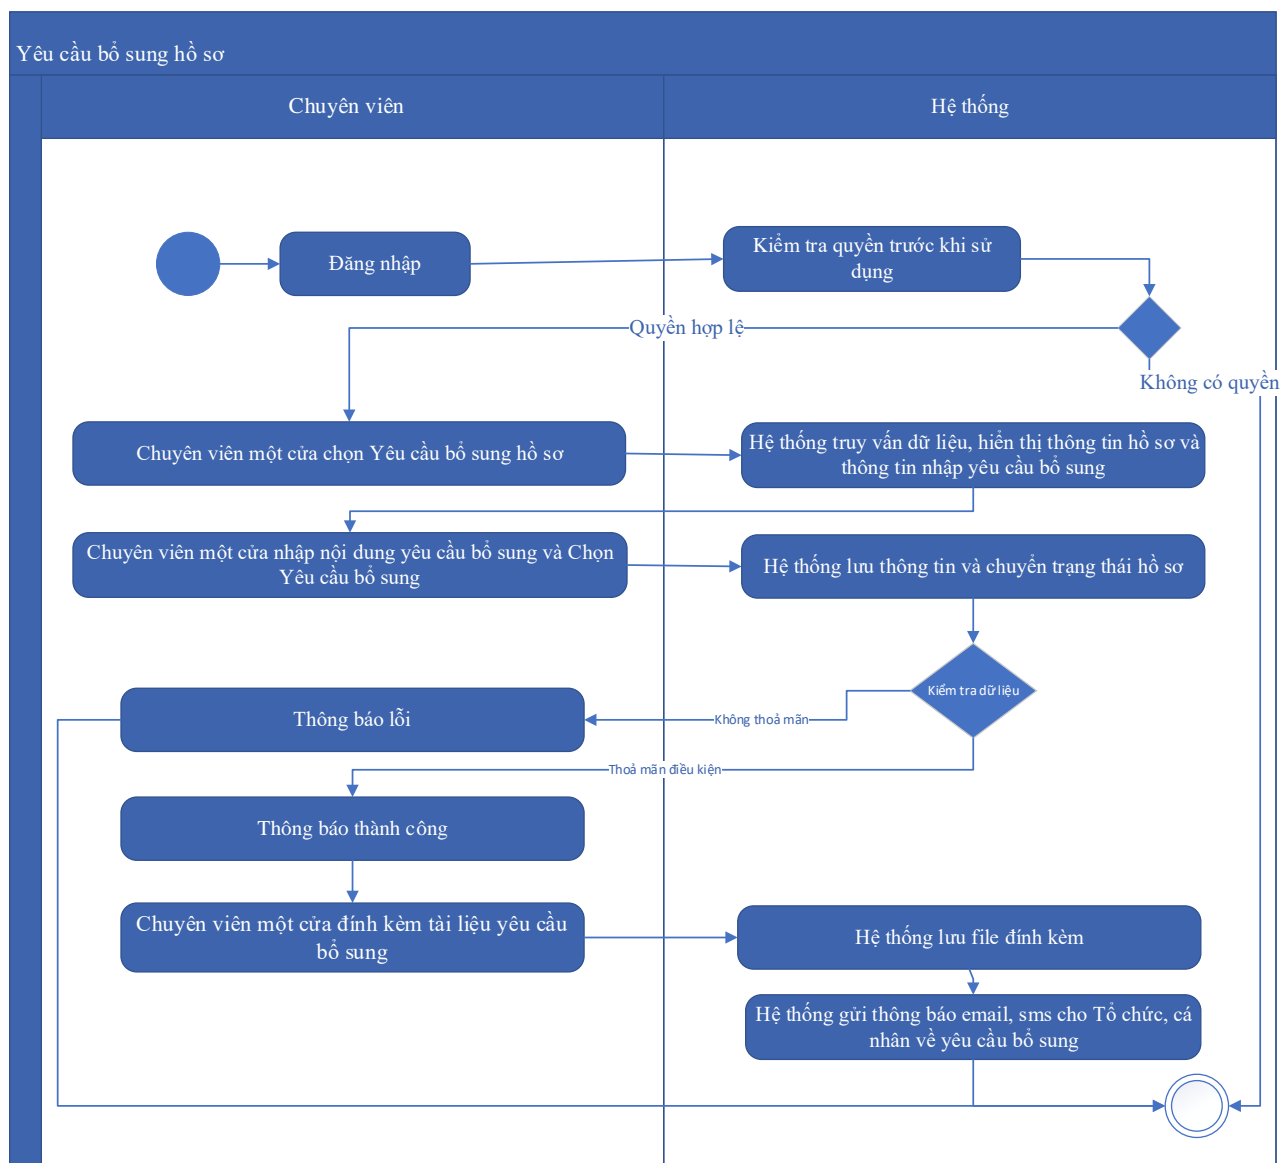 Yêu cầu bổ sung hồ sơ
Chuyên viên
Hệ thống
Đăng nhập
Kiểm tra quyền trước khi sử
dụng
Quyền hợp lệ
Không có quyền
Chuyên viên một cửa chọn Yêu cầu bổ sung hồ sơ
Hệ thống truy vấn dữ liệu, hiển thị thông tin hồ sơ và
thông tin nhập yêu cầu bổ sung
Chuyên viên một cửa nhập nội dung yêu cầu bổ sung và Chọn
Yêu cầu bổ sung
Hệ thống lưu thông tin và chuyển trạng thái hồ sơ
Kiểm tra dữ liệu
Thông báo lỗi
Không thoả mãn
Thoả mãn điều kiện
Thông báo thành công
Chuyên viên một cửa đính kèm tài liệu yêu cầu
bổ sung
Hệ thống lưu file đính kèm
Hệ thống gửi thông báo email, sms cho Tổ chức, cá
nhân về yêu cầu bổ sung